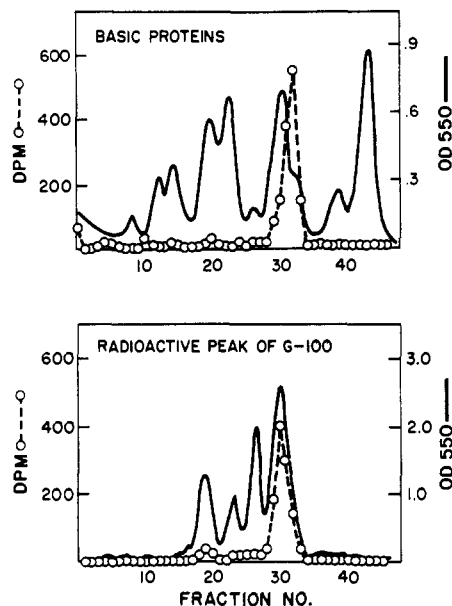 BASIC PROTEINS
600
400
200
DPM
.9
.6
.3
OD 550
10
20
30
40
RADIOACTIVE PEAK OF G-100
600
400
200
DPM
3.0
2.0
1.0
OD 550
10
20
30
40
FRACTION NO.